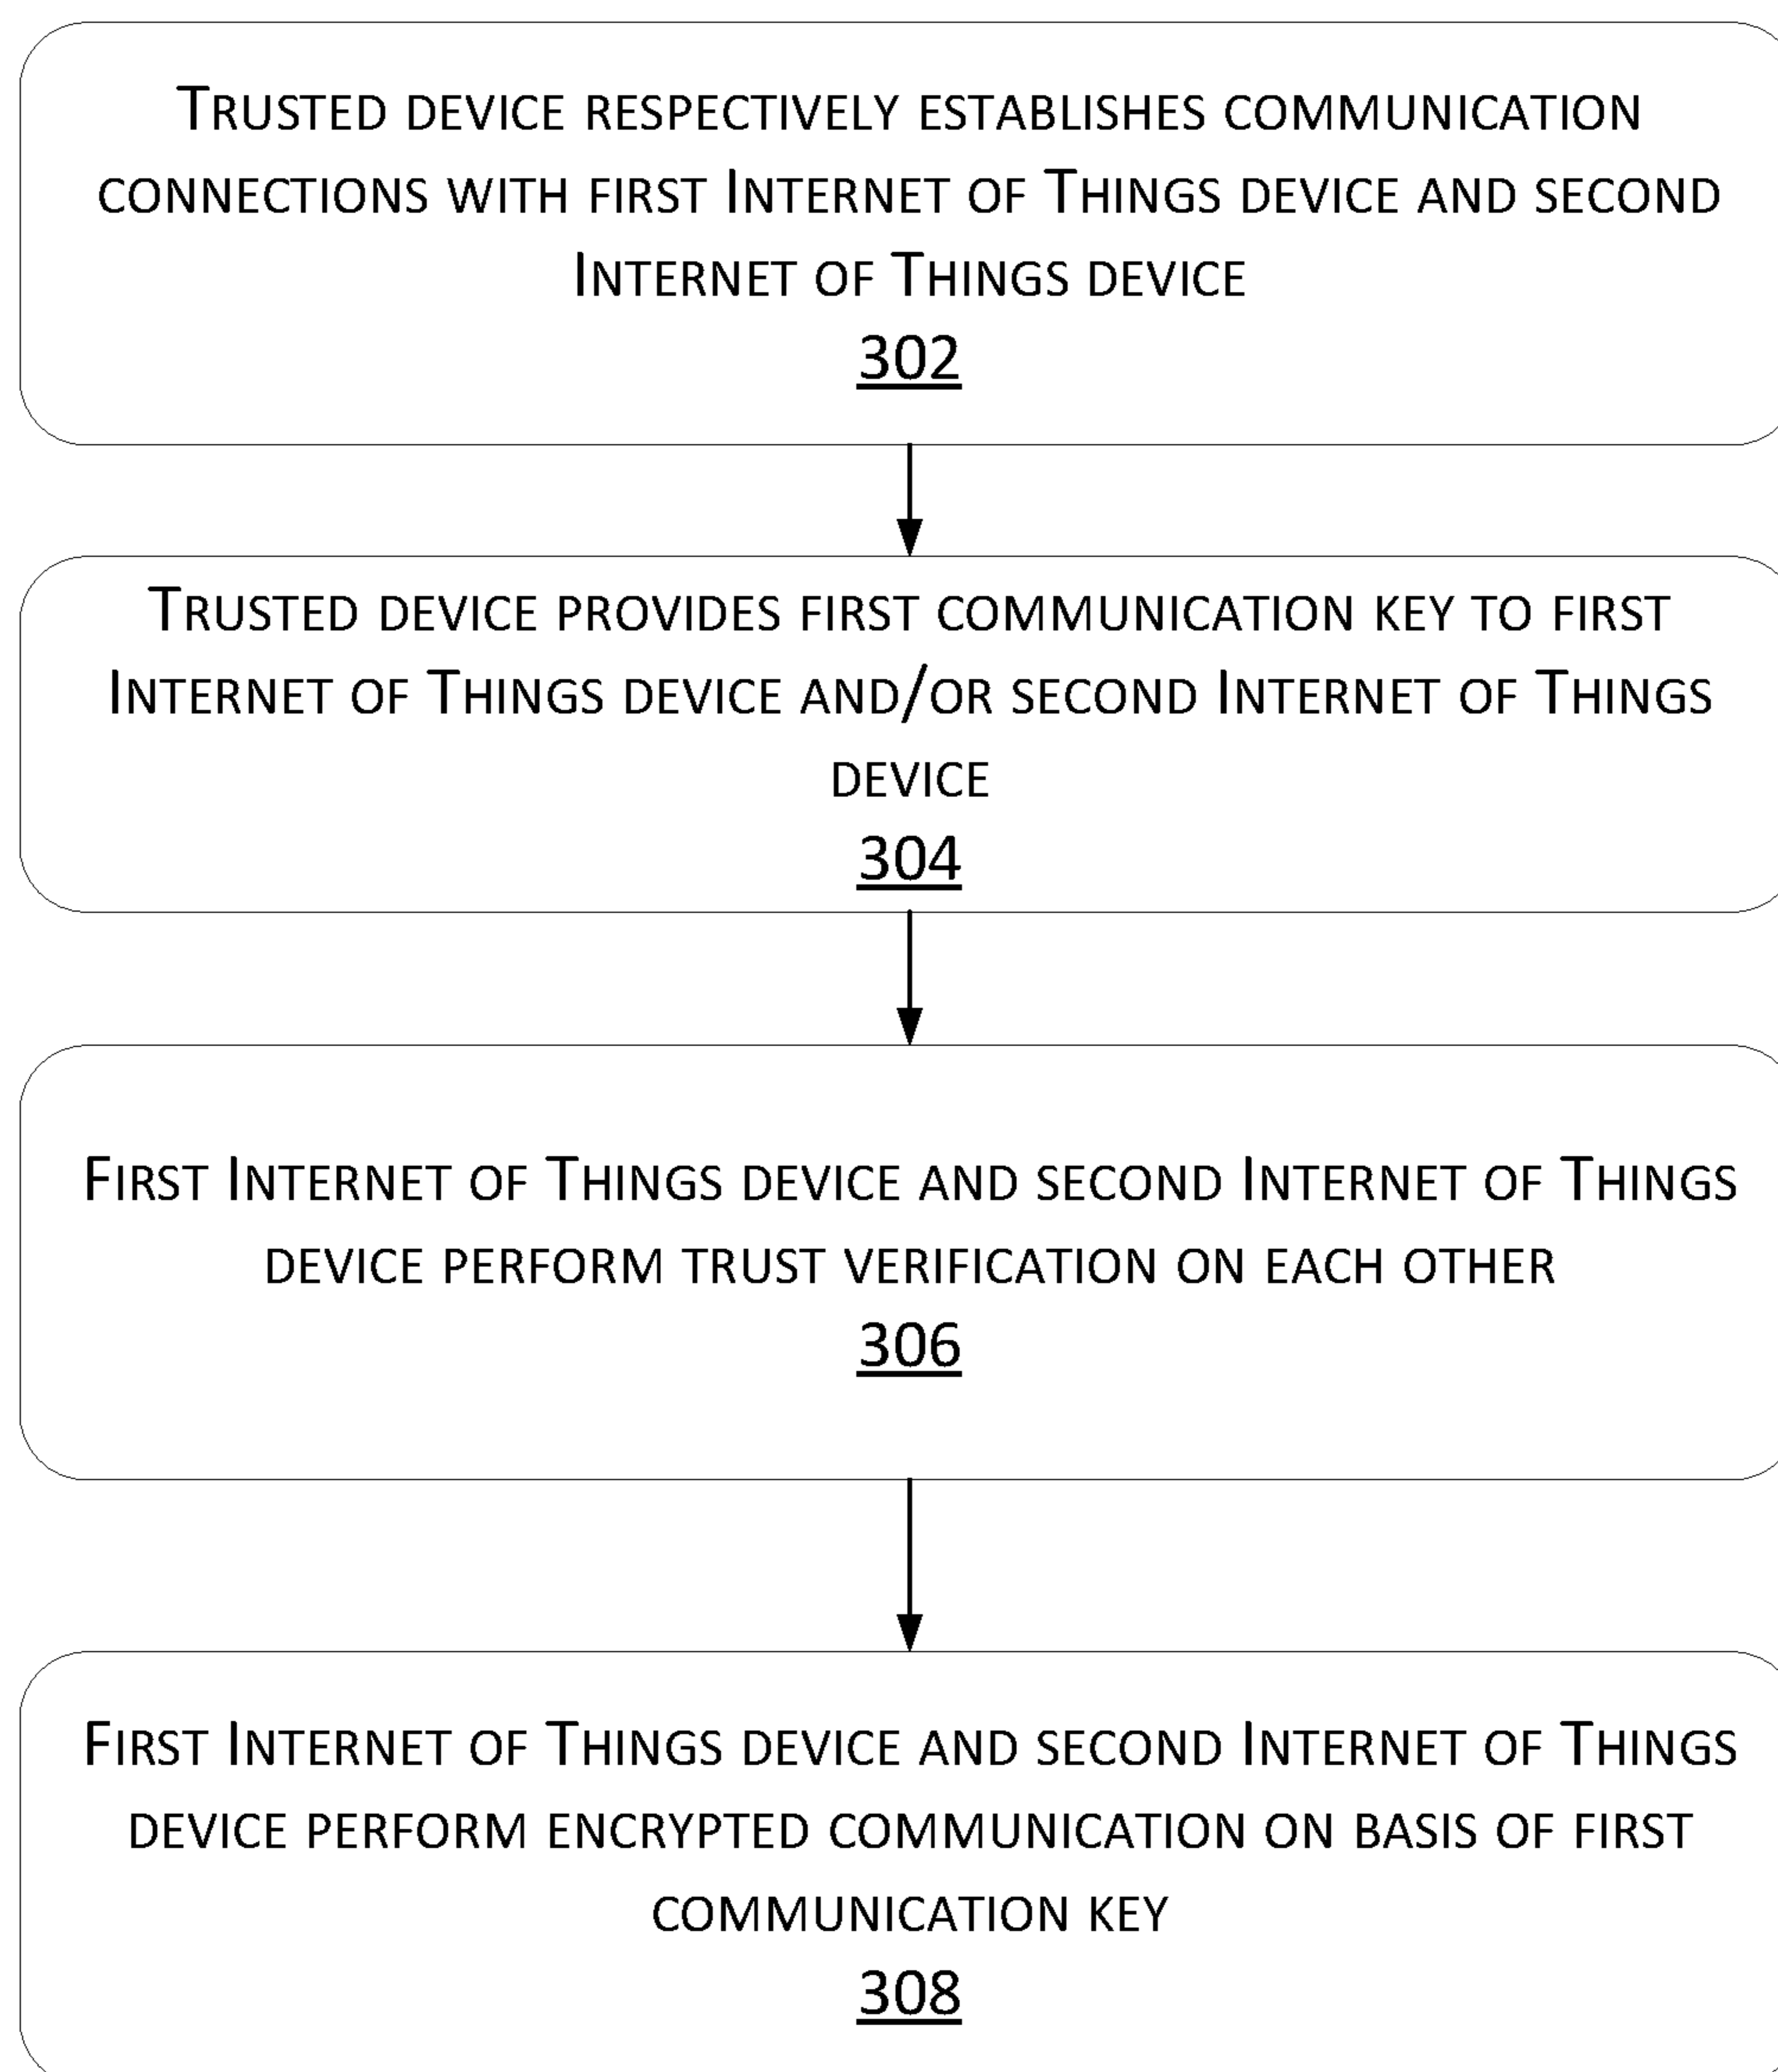 Trusted device respectively establishes communication
connections with first Internet of Things device and second
Internet of Things device
302
Trusted device provides first communication key to first
Internet of Things device and/or second Internet of Things
device
304
First Internet of Things device and second Internet of Things
device perform trust verification on each other
306
First Internet of Things device and second Internet of Things
device perform encrypted communication on basis of first
communication key
308